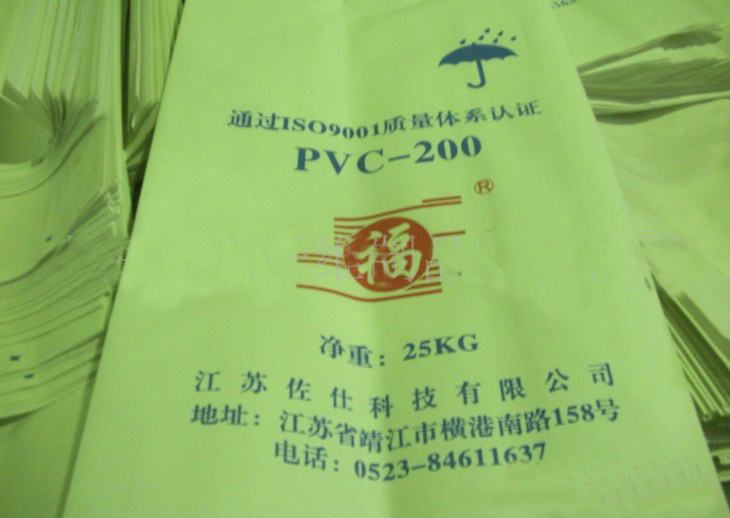 通过ISO9001质量体系认证
PVC-200
®
福
净重：25KG
江苏佐仕科技有限公司
地址：江苏省靖江市横港南路158号
电话：0523-84611637